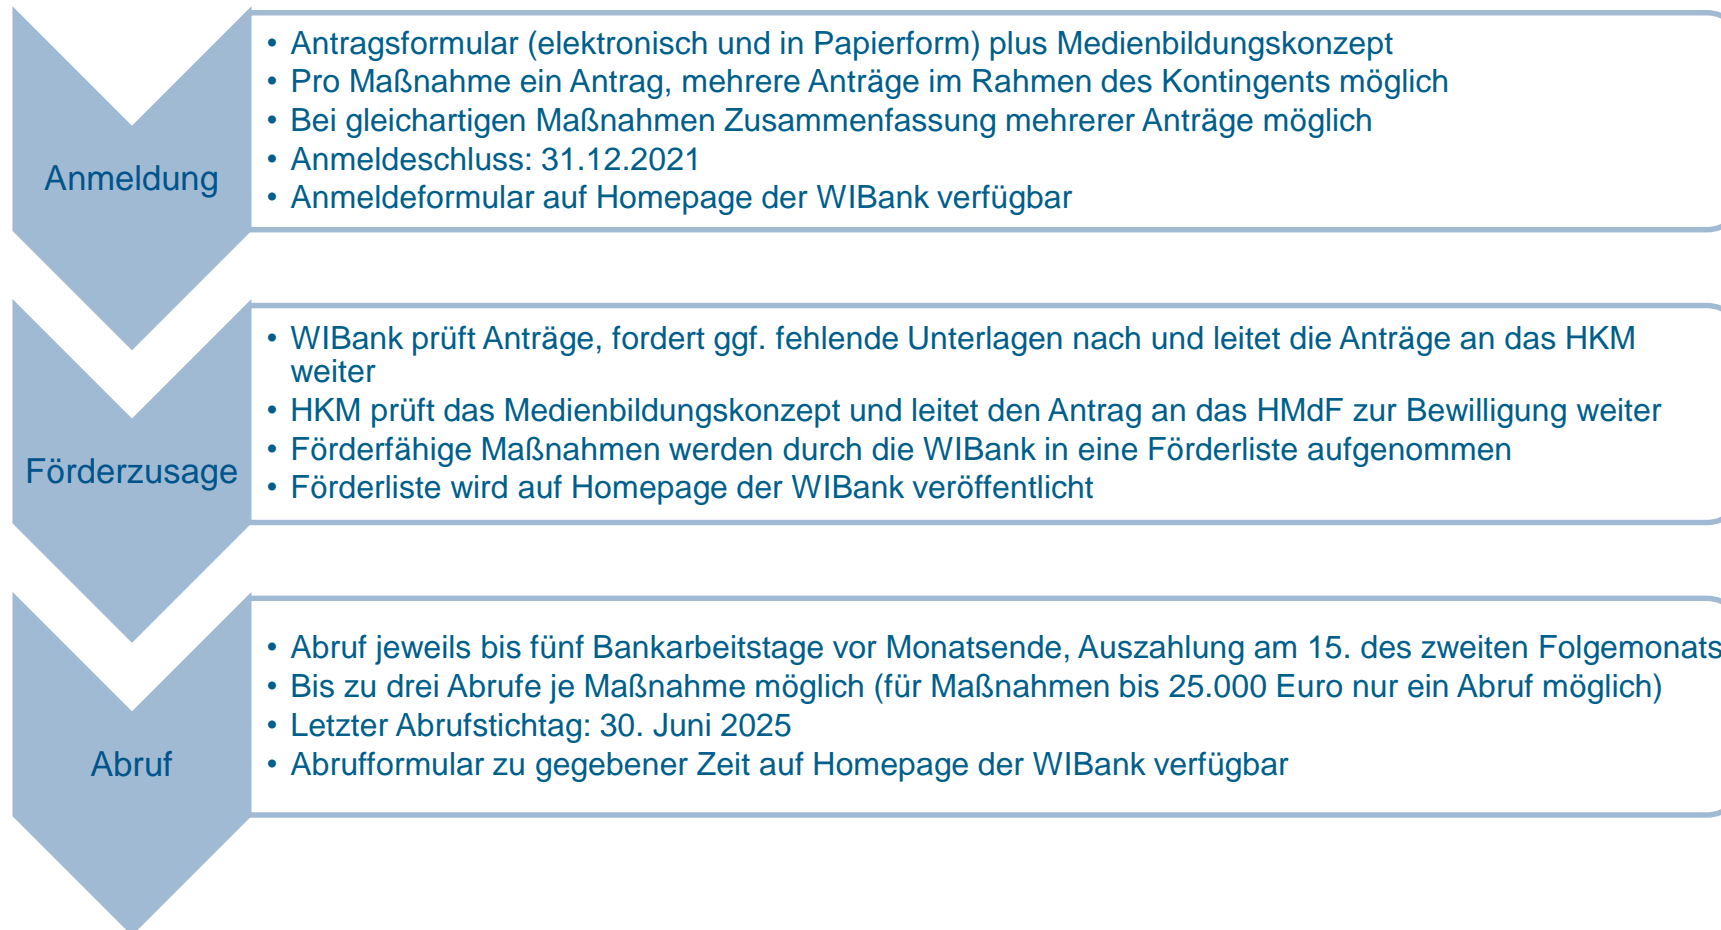 Anmeldung
• Antragsformular (elektronisch und in Papierform) plus Medienbildungskonzept
• Pro Maßnahme ein Antrag, mehrere Anträge im Rahmen des Kontingents möglich
• Bei gleichartigen Maßnahmen Zusammenfassung mehrerer Anträge möglich
• Anmeldeschluss: 31.12.2021
• Anmeldeformular auf Homepage der WIBank verfügbar
Förderzusage
• WIBank prüft Anträge, fordert ggf. fehlende Unterlagen nach und leitet die Anträge an das HKM
weiter
• HKM prüft das Medienbildungskonzept und leitet den Antrag an das HMdF zur Bewilligung weiter
• Förderfähige Maßnahmen werden durch die WIBank in eine Förderliste aufgenommen
• Förderliste wird auf Homepage der WIBank veröffentlicht
Abruf
• Abruf jeweils bis fünf Bankarbeitstage vor Monatsende, Auszahlung am 15. des zweiten Folgemonats
• Bis zu drei Abrufe je Maßnahme möglich (für Maßnahmen bis 25.000 Euro nur ein Abruf möglich)
• Letzter Abrufstichtag: 30. Juni 2025
• Abrufformular zu gegebener Zeit auf Homepage der WIBank verfügbar